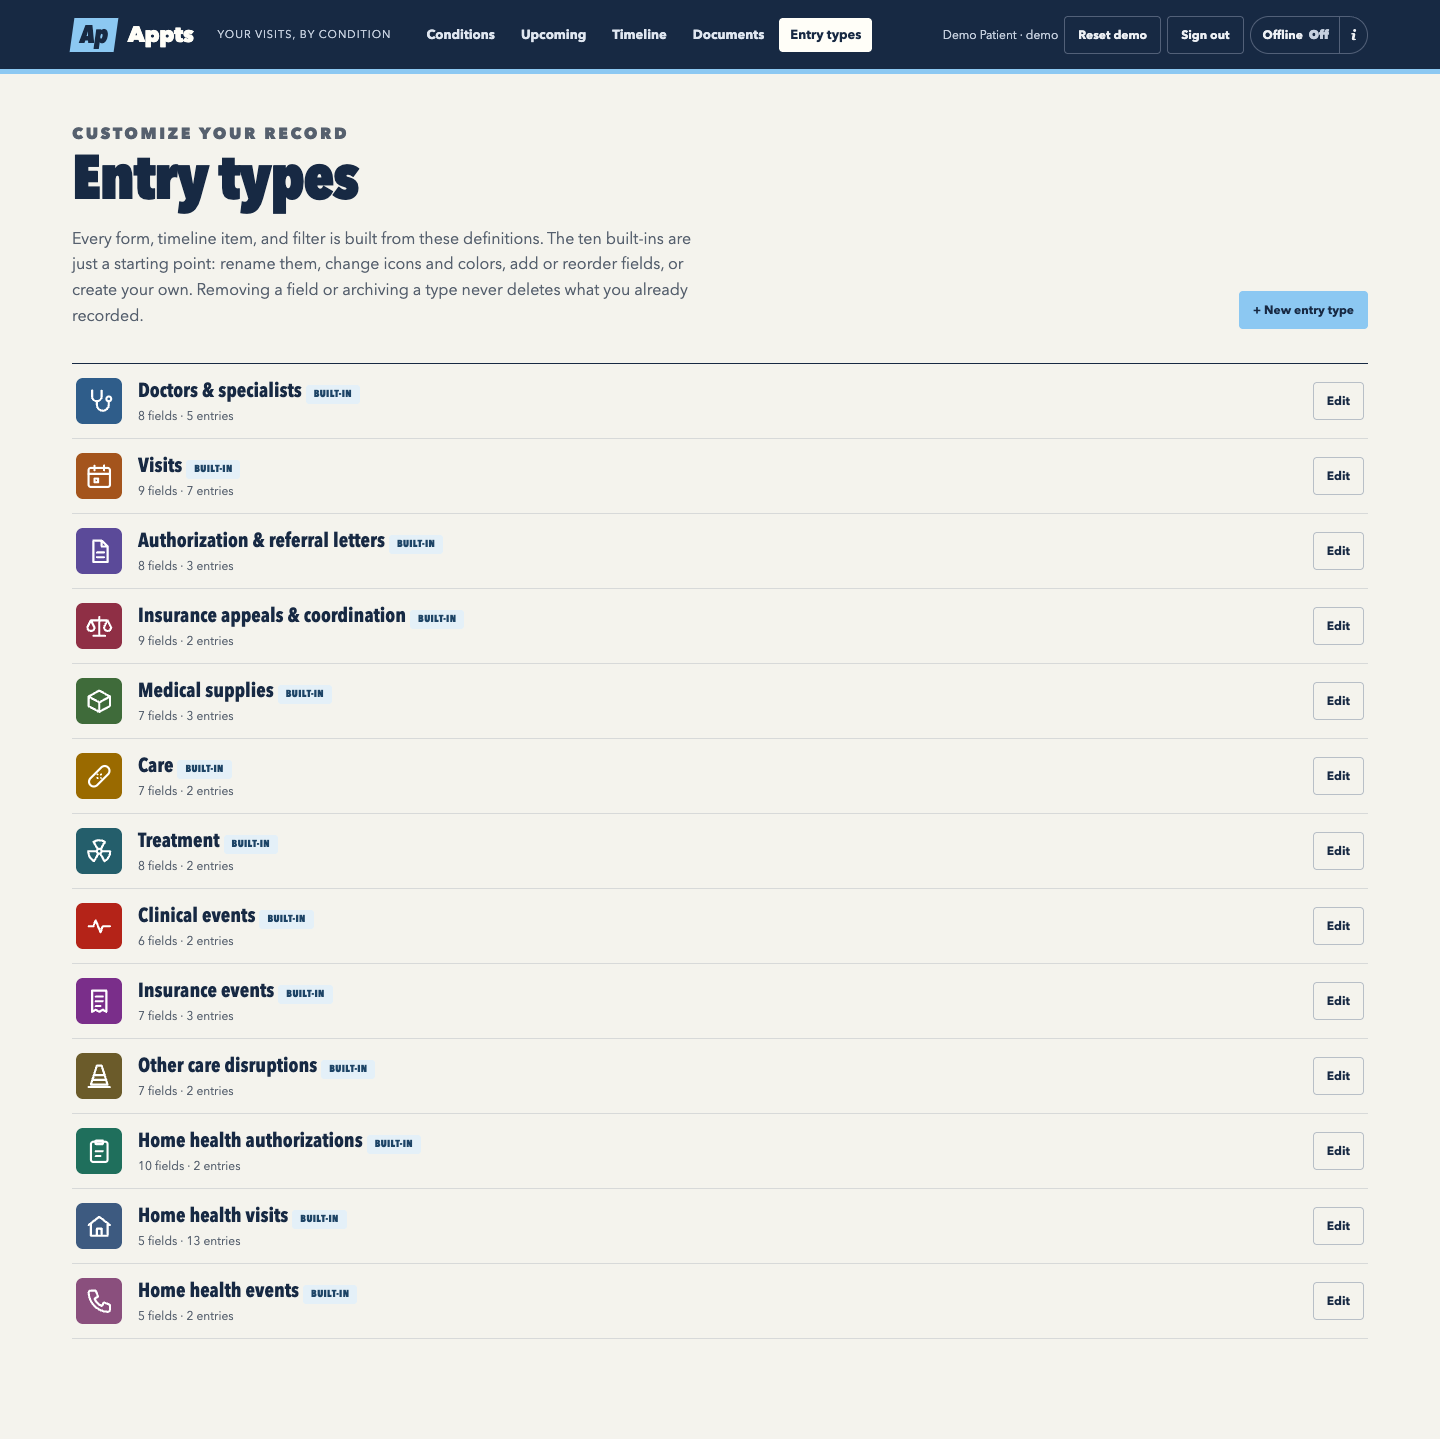 Ap Appts YOUR VISITS, BY CONDITION Conditions Upcoming Timeline Documents Entry types Demo Patient · demo Reset demo Sign out Offline Off i
CUSTOMIZE YOUR RECORD
Entry types
Every form, timeline item, and filter is built from these definitions. The ten built-ins are
just a starting point: rename them, change icons and colors, add or reorder fields, or
create your own. Removing a field or archiving a type never deletes what you already
recorded.
+ New entry type
Doctors & specialists BUILT-IN
8 fields · 5 entries
Edit
Visits BUILT-IN
9 fields · 7 entries
Edit
Authorization & referral letters BUILT-IN
8 fields · 3 entries
Edit
Insurance appeals & coordination BUILT-IN
9 fields · 2 entries
Edit
Medical supplies BUILT-IN
7 fields · 3 entries
Edit
Care BUILT-IN
7 fields · 2 entries
Edit
Treatment BUILT-IN
8 fields · 2 entries
Edit
Clinical events BUILT-IN
6 fields · 2 entries
Edit
Insurance events BUILT-IN
7 fields · 3 entries
Edit
Other care disruptions BUILT-IN
7 fields · 2 entries
Edit
Home health authorizations BUILT-IN
10 fields · 2 entries
Edit
Home health visits BUILT-IN
5 fields · 13 entries
Edit
Home health events BUILT-IN
5 fields · 2 entries
Edit